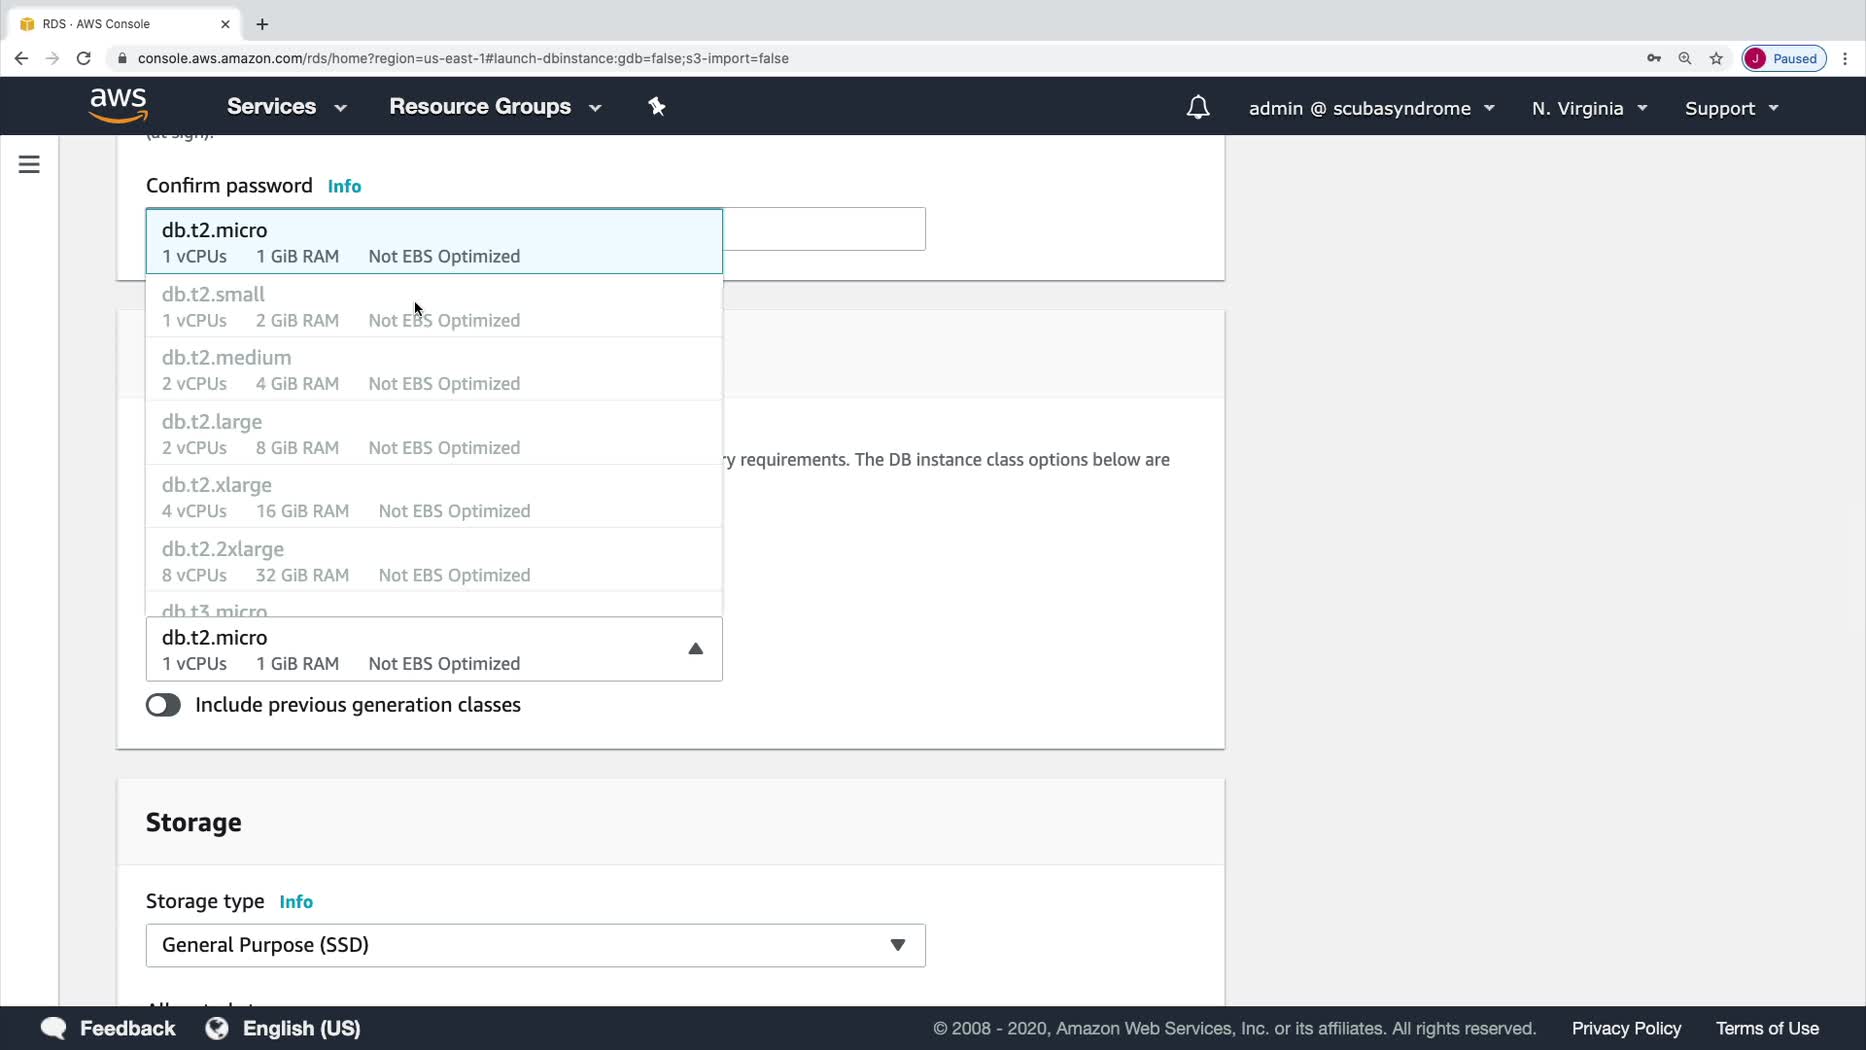 RDS · AWS Console
console.aws.amazon.com/rds/home?region=us-east-1#launch-dbinstance:gdb=false;s3-import=false
J Paused
aws
Services
Resource Groups
admin @ scubasyndrome
N. Virginia
Support
(at sign).
Confirm password Info
db.t2.micro
1 vCPUs 1 GiB RAM Not EBS Optimized
db.t2.small
1 vCPUs 2 GiB RAM Not EBS Optimized
db.t2.medium
2 vCPUs 4 GiB RAM Not EBS Optimized
db.t2.large
2 vCPUs 8 GiB RAM Not EBS Optimized
ry requirements. The DB instance class options below are
db.t2.xlarge
4 vCPUs 16 GiB RAM Not EBS Optimized
db.t2.2xlarge
8 vCPUs 32 GiB RAM Not EBS Optimized
db.t3.micro
db.t2.micro
1 vCPUs 1 GiB RAM Not EBS Optimized
Include previous generation classes
Storage
Storage type Info
General Purpose (SSD)
Feedback
English (US)
© 2008 - 2020, Amazon Web Services, Inc. or its affiliates. All rights reserved.
Privacy Policy
Terms of Use